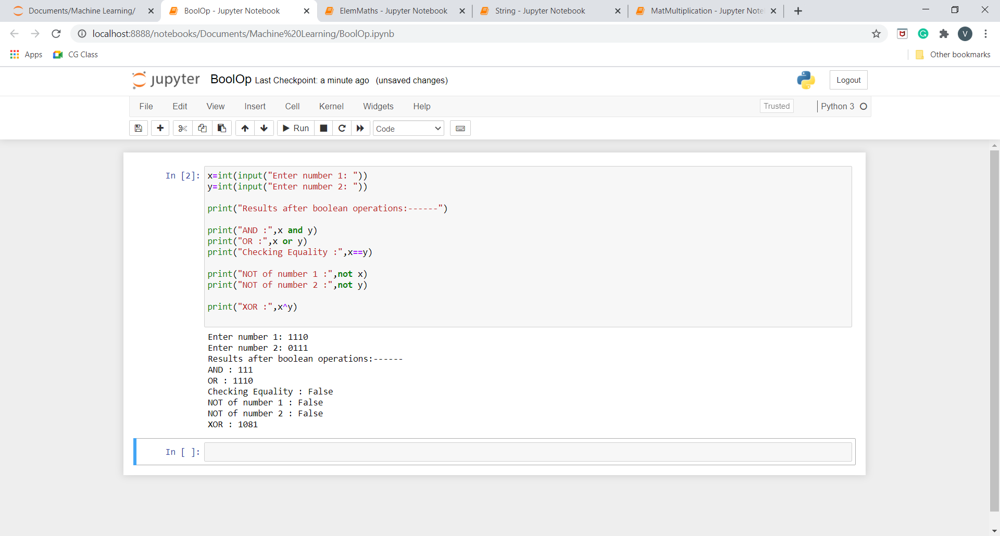 Documents/Machine Learning/
BoolOp - Jupyter Notebook
ElemMaths - Jupyter Notebook
String - Jupyter Notebook
MatMultiplication - Jupyter Note
localhost:8888/notebooks/Documents/Machine%20Learning/BoolOp.ipynb
V
Apps
CG Class
Other bookmarks
jupyter BoolOp Last Checkpoint: a minute ago (unsaved changes)
Logout
File Edit View Insert Cell Kernel Widgets Help
Trusted
Python 3
Run
Code
In [2]:
x=int(input("Enter number 1: "))
y=int(input("Enter number 2: "))
print("Results after boolean operations:------")
print("AND :",x and y)
print("OR :",x or y)
print("Checking Equality :",x==y)
print("NOT of number 1 :",not x)
print("NOT of number 2 :",not y)
print("XOR :",x^y)
Enter number 1: 1110
Enter number 2: 0111
Results after boolean operations:------
AND : 111
OR : 1110
Checking Equality : False
NOT of number 1 : False
NOT of number 2 : False
XOR : 1081
In [ ]: